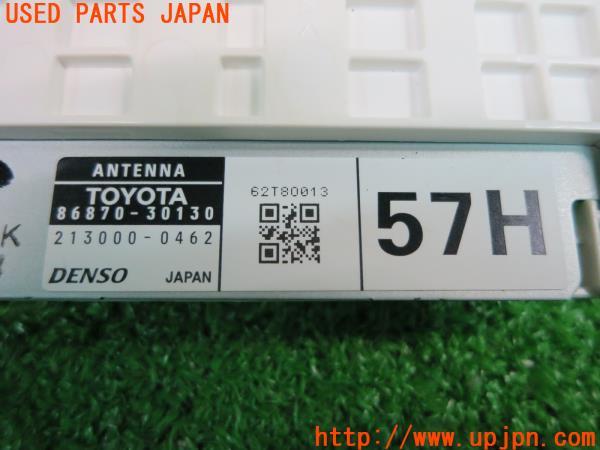 USED PARTS JAPAN
ANTENNA
TOYOTA
86870-30130
213000-0462
DENSO JAPAN
62T80013
57H
K
http://www.upjpn.com